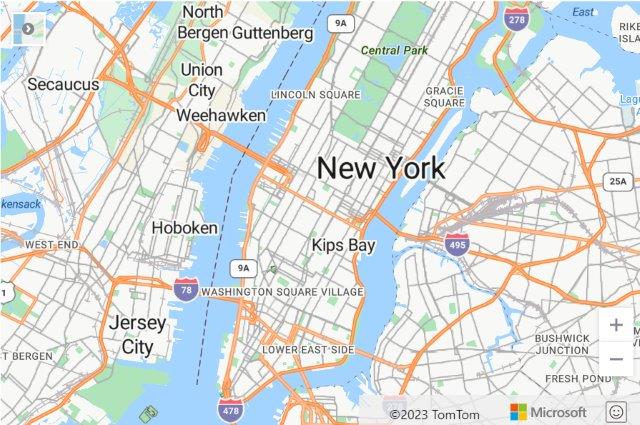 North
Bergen
Guttenberg
9A
278
East
RIKE
ISLA
Central Park
Secaucus
Union
City
LINCOLN SQUARE
GRACIE
SQUARE
Lag
Weehawken
New York
25A
kensack
Hoboken
WEST END
Kips Bay
495
9A
78
WASHINGTON SQUARE VILLAGE
1
Jersey
City
+
BUSHWICK
JUNCTION
LOWER EAST SIDE
T BERGEN
−
FRESH POND
478
©2023 TomTom
Microsoft